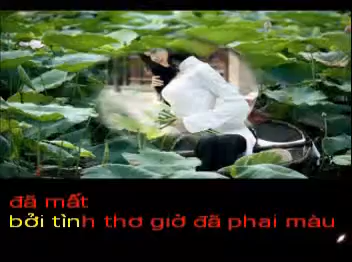 đã mất
bởi tình thơ giờ đã phai màu